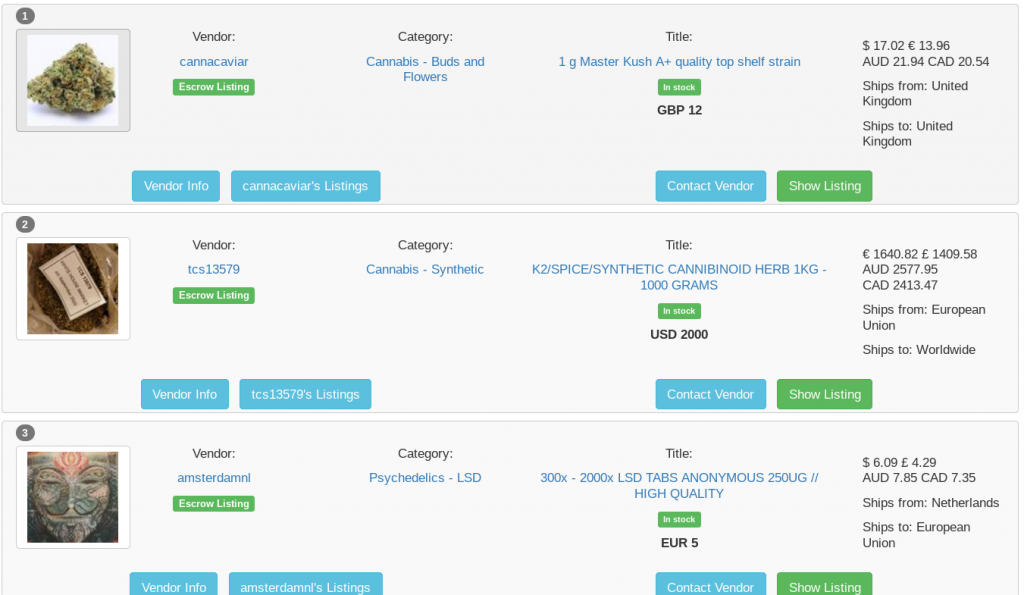 1
Vendor:
Category:
Title:
cannacaviar
Cannabis - Buds and
Flowers
1 g Master Kush A+ quality top shelf strain
Escrow Listing
In stock
GBP 12
$ 17.02 € 13.96
AUD 21.94 CAD 20.54
Ships from: United
Kingdom
Ships to: United
Kingdom
Vendor Info
cannacaviar's Listings
Contact Vendor
Show Listing
2
Vendor:
Category:
Title:
tcs13579
Cannabis - Synthetic
K2/SPICE/SYNTHETIC CANNIBINOID HERB 1KG -
1000 GRAMS
Escrow Listing
In stock
USD 2000
€ 1640.82 £ 1409.58
AUD 2577.95
CAD 2413.47
Ships from: European
Union
Ships to: Worldwide
Vendor Info
tcs13579's Listings
Contact Vendor
Show Listing
3
Vendor:
Category:
Title:
amsterdamnl
Psychedelics - LSD
300x - 2000x LSD TABS ANONYMOUS 250UG //
HIGH QUALITY
Escrow Listing
In stock
EUR 5
$ 6.09 £ 4.29
AUD 7.85 CAD 7.35
Ships from: Netherlands
Ships to: European
Union
Vendor Info
amsterdamnl's Listings
Contact Vendor
Show Listing